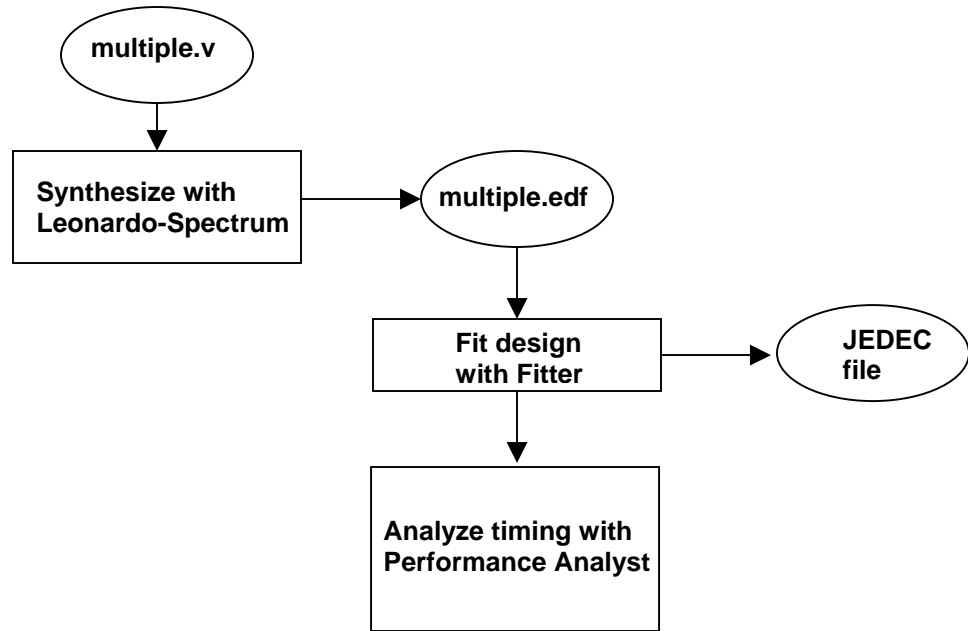 multiple.v
Synthesize with
Leonardo-Spectrum
multiple.edf
Fit design
with Fitter
JEDEC
file
Analyze timing with
Performance Analyst